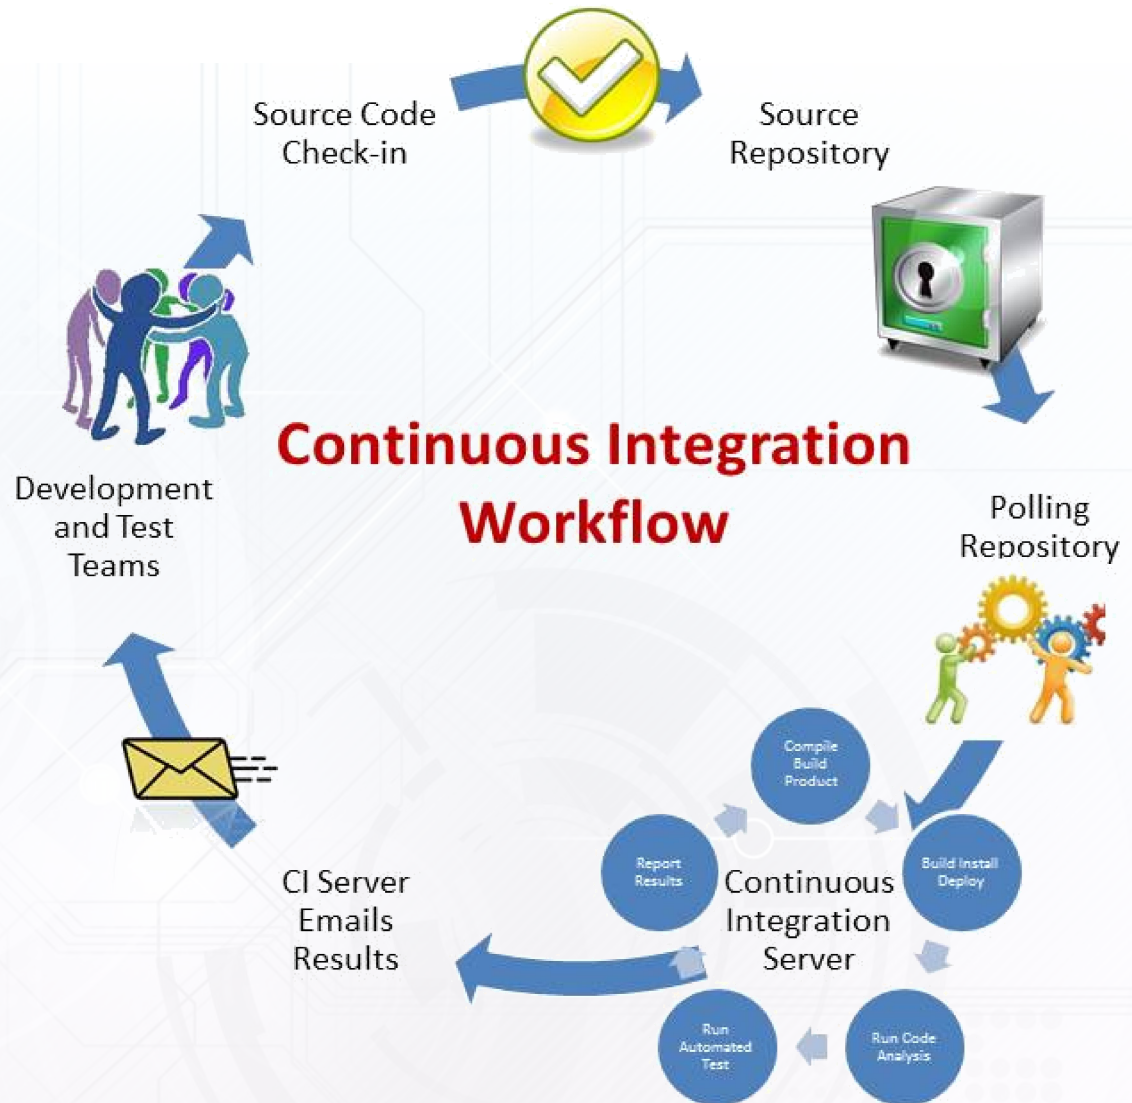 Source Code
Check-in
Source
Repository
Continuous Integration
Workflow
Development
and Test
Teams
Polling
Repository
Compile
Build
Product
Report
Results
Continuous
Integration
Server
Build Install
Deploy
CI Server
Emails
Results
Run
Automated
Test
Run Code
Analysis